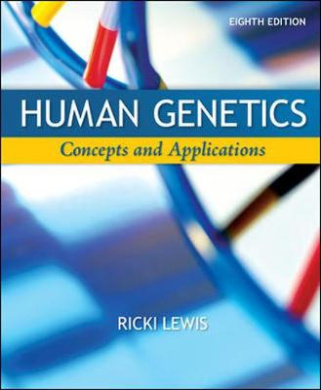 EIGHTH EDITION
HUMAN GENETICS
Concepts and Applications
RICKI LEWIS